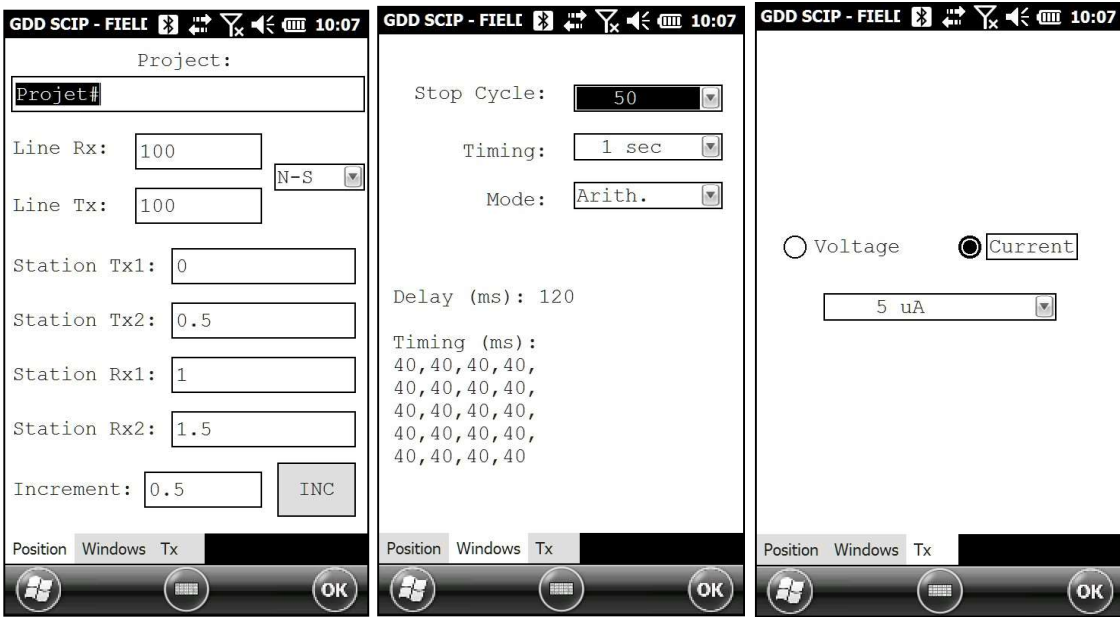 GDD SCIP - FIELD 10:07
Project:
Projet#
Line Rx: 100
N-S
Line Tx: 100
Station Tx1: 0
Station Tx2: 0.5
Station Rx1: 1
Station Rx2: 1.5
Increment: 0.5 INC
Position Windows Tx
OK
GDD SCIP - FIELD 10:07
Stop Cycle: 50
Timing: 1 sec
Mode: Arith.
Delay (ms): 120
Timing (ms):
40,40,40,40,
40,40,40,40,
40,40,40,40,
40,40,40,40,
40,40,40,40
Position Windows Tx
OK
GDD SCIP - FIELD 10:07
Voltage Current
5 uA
Position Windows Tx
OK